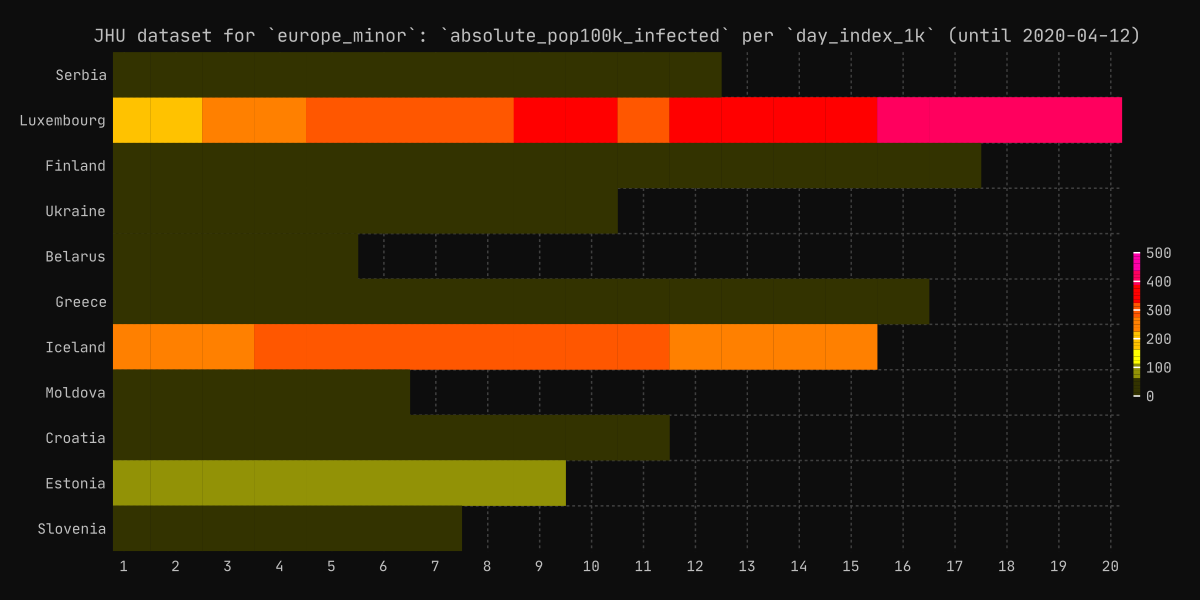 JHU dataset for `europe_minor`: `absolute_pop100k_infected` per `day_index_1k` (until 2020-04-12)
Serbia
Luxembourg
Finland
Ukraine
Belarus
Greece
Iceland
Moldova
Croatia
Estonia
Slovenia
500
400
300
200
100
0
1 2 3 4 5 6 7 8 9 10 11 12 13 14 15 16 17 18 19 20